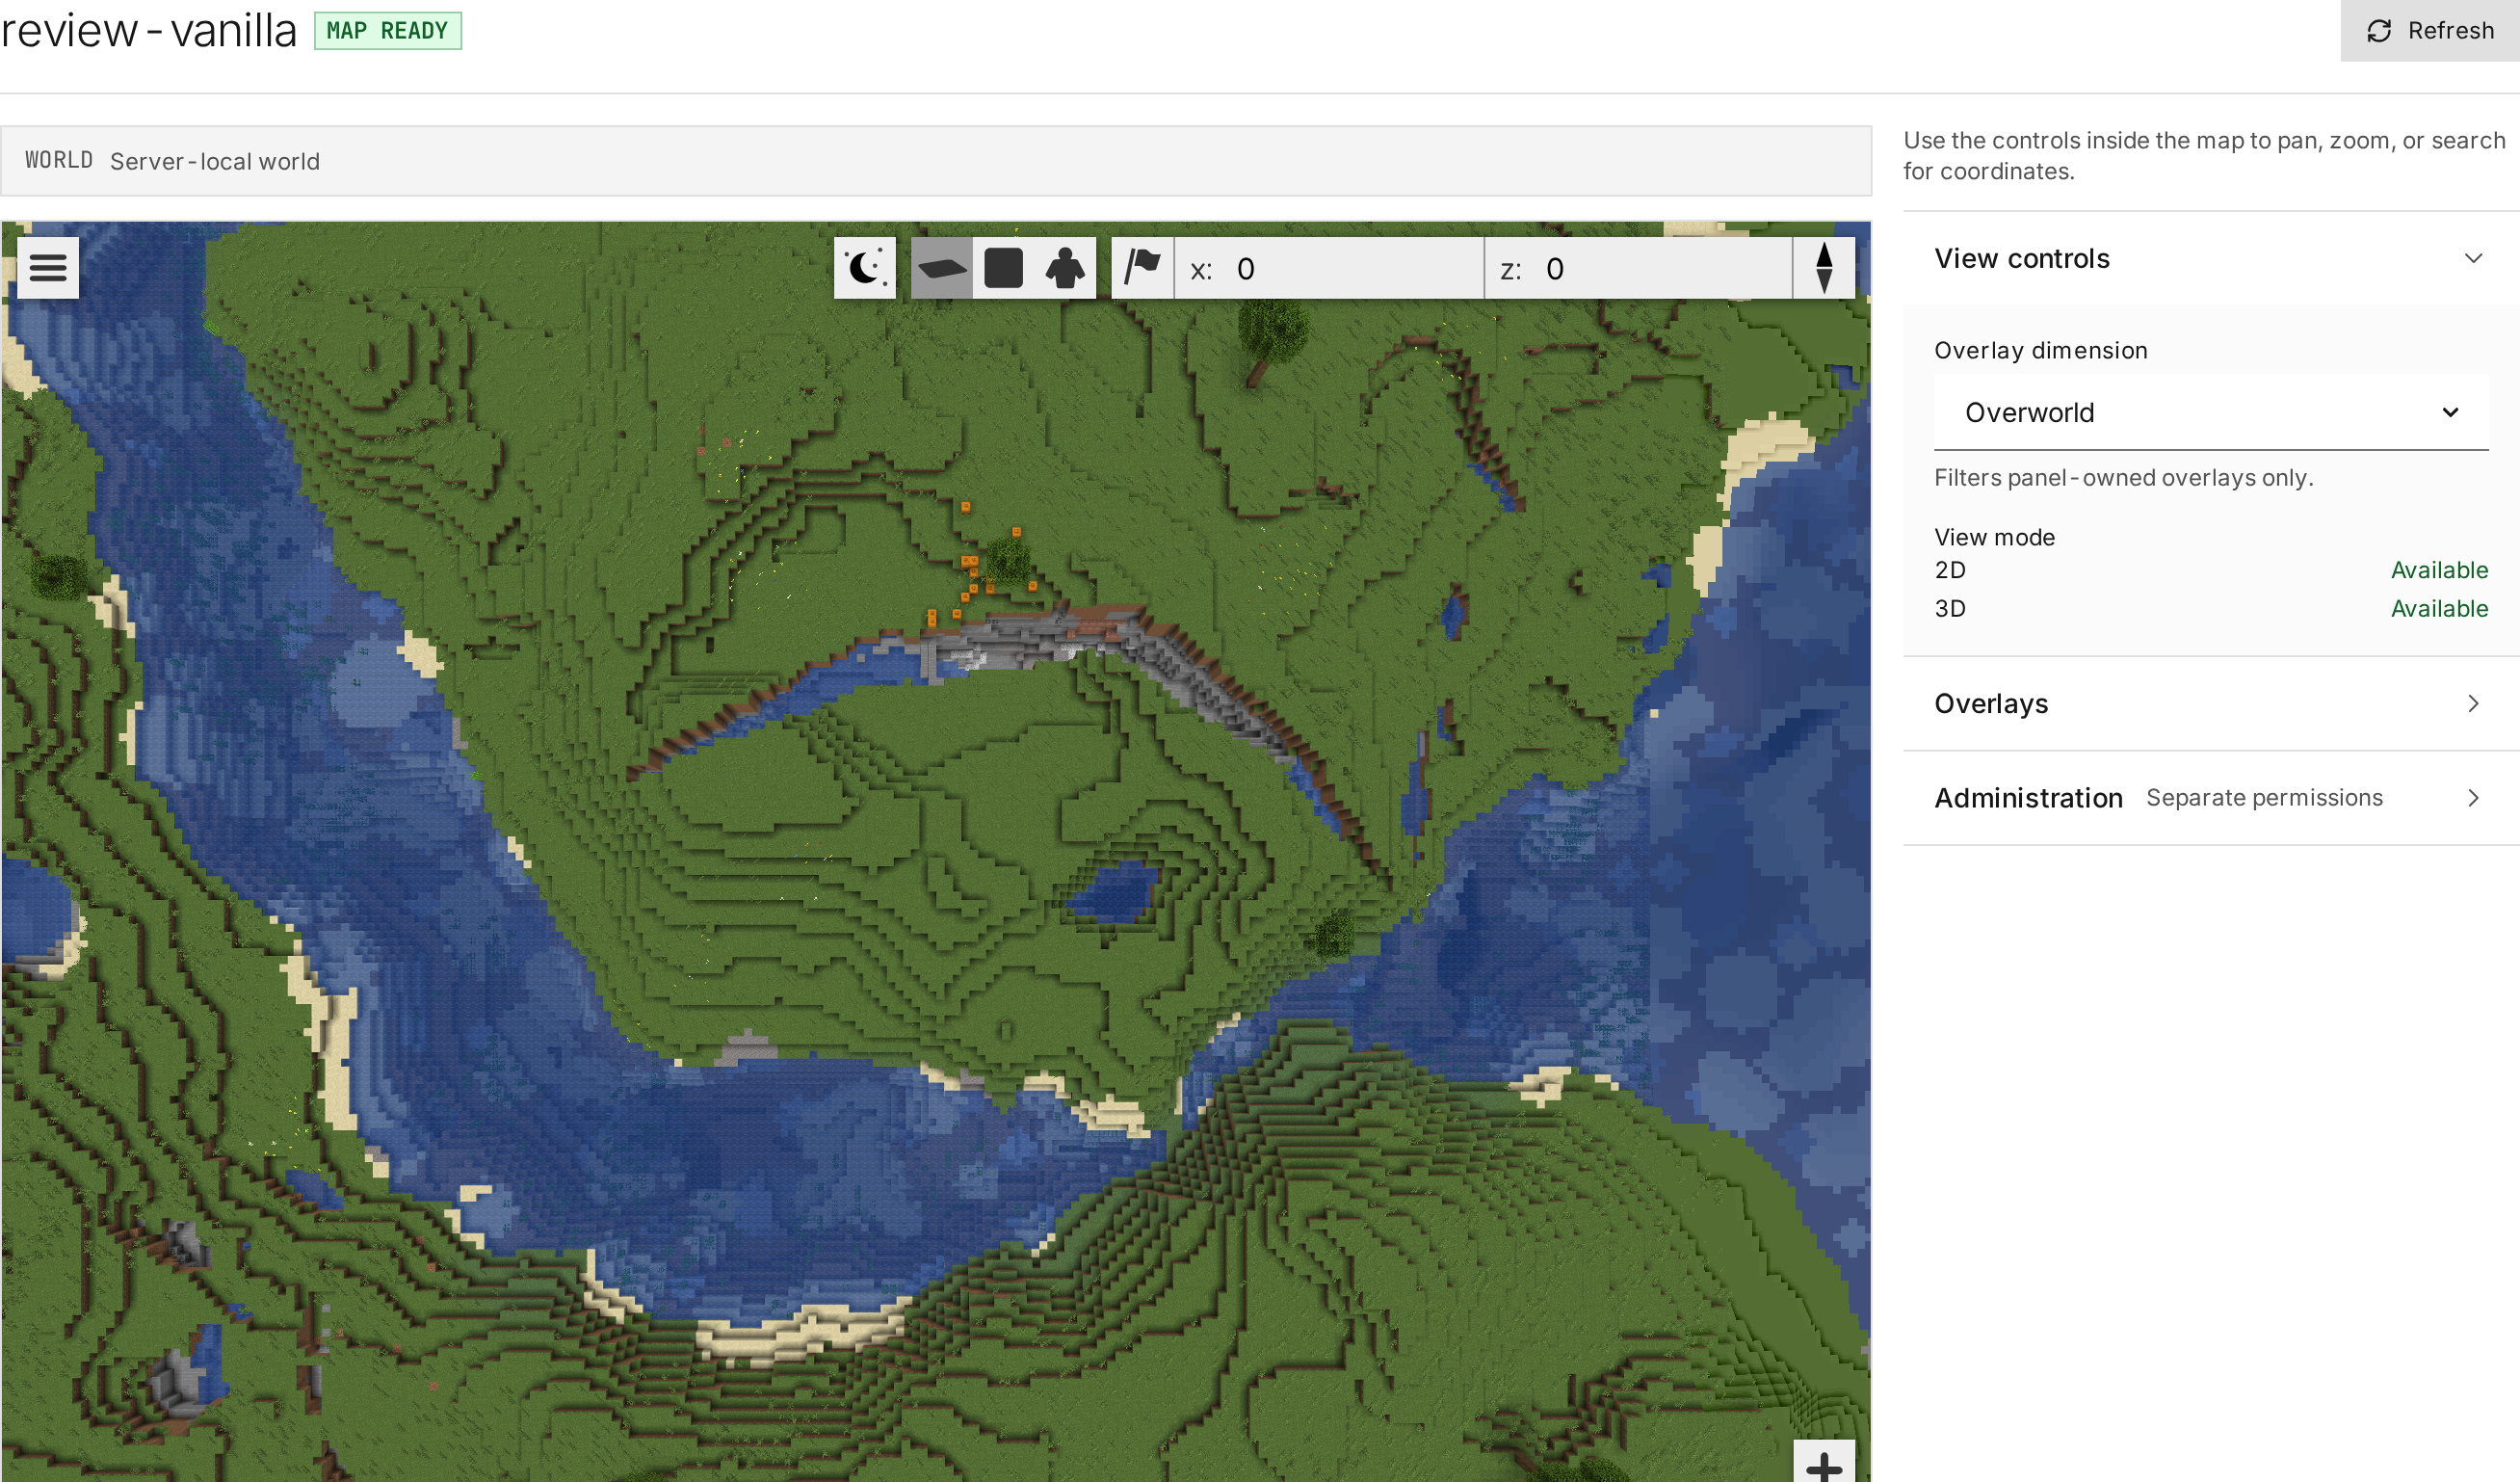 review-vanilla
MAP READY
Refresh
WORLD Server-local world
Use the controls inside the map to pan, zoom, or search
for coordinates.
x: 0
z: 0
View controls
Overlay dimension
Overworld
Filters panel-owned overlays only.
View mode
2D Available
3D Available
Overlays
Administration Separate permissions